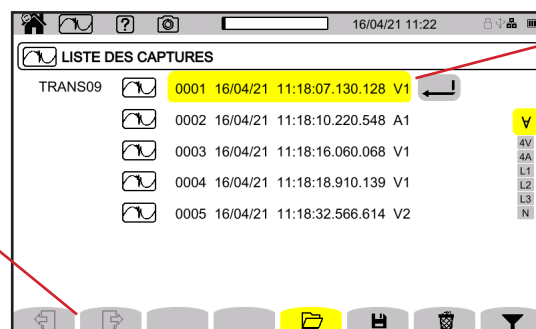 ? 16/04/21 11:22
LISTE DES CAPTURES
TRANS09 0001 16/04/21 11:18:07.130.128 V1
0002 16/04/21 11:18:10.220.548 A1
0003 16/04/21 11:18:16.060.068 V1
0004 16/04/21 11:18:18.910.139 V1
0005 16/04/21 11:18:32.566.614 V2
∀
4V
4A
L1
L2
L3
N